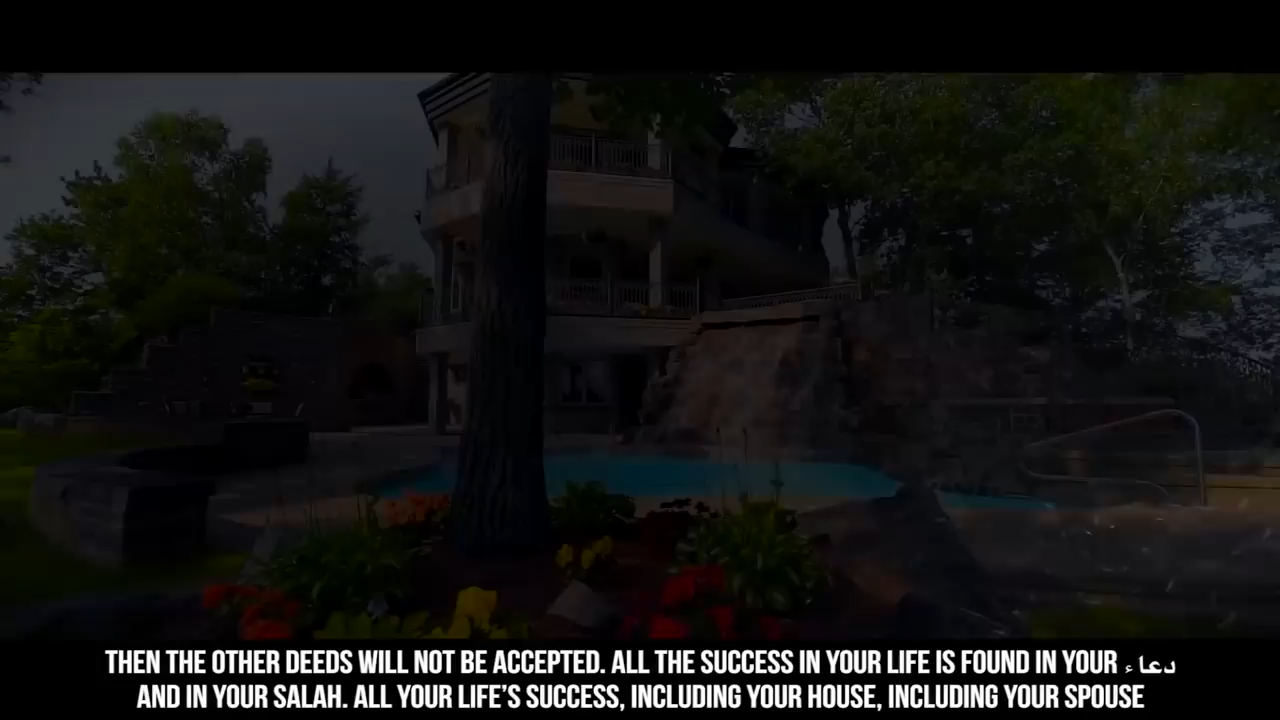 THEN THE OTHER DEEDS WILL NOT BE ACCEPTED. ALL THE SUCCESS IN YOUR LIFE IS FOUND IN YOUR دعاء
AND IN YOUR SALAH. ALL YOUR LIFE’S SUCCESS, INCLUDING YOUR HOUSE, INCLUDING YOUR SPOUSE